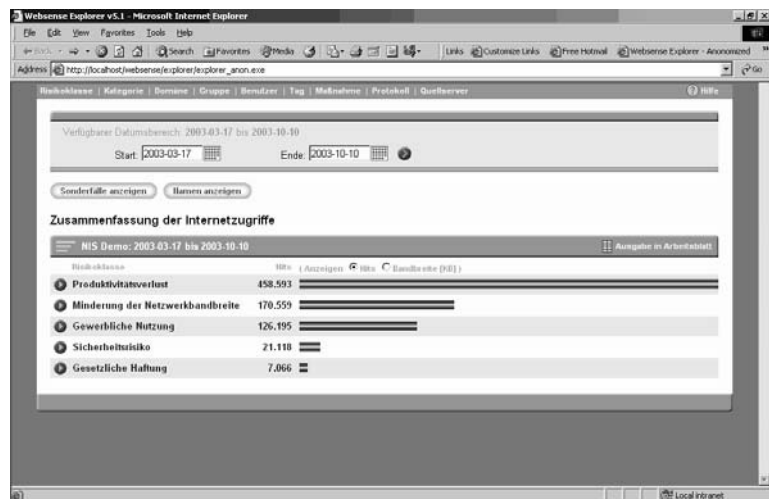 Websense Explorer v5.1 - Microsoft Internet Explorer
File Edit View Favorites Tools Help
Back Search Favorites Media Links Customize Links Free Hotmail Websense Explorer - Anonomized »
Address http://localhost/websense/explorer/explorer_anon.exe Go
Risikoklasse | Kategorie | Domäne | Gruppe | Benutzer | Tag | Maßnahme | Protokoll | Quellserver Hilfe
Verfügbarer Datumsbereich: 2003-03-17 bis 2003-10-10
Start: 2003-03-17 Ende: 2003-10-10
Sonderfälle anzeigen Namen anzeigen
Zusammenfassung der Internetzugriffe
NIS Demo: 2003-03-17 bis 2003-10-10 Ausgabe in Arbeitsblatt
Risikoklasse Hits ( Anzeigen: Hits Bandbreite [KB] )
Produktivitätsverlust 458.593
Minderung der Netzwerkbandbreite 170.559
Gewerbliche Nutzung 126.195
Sicherheitsrisiko 21.118
Gesetzliche Haftung 7.066
Local intranet